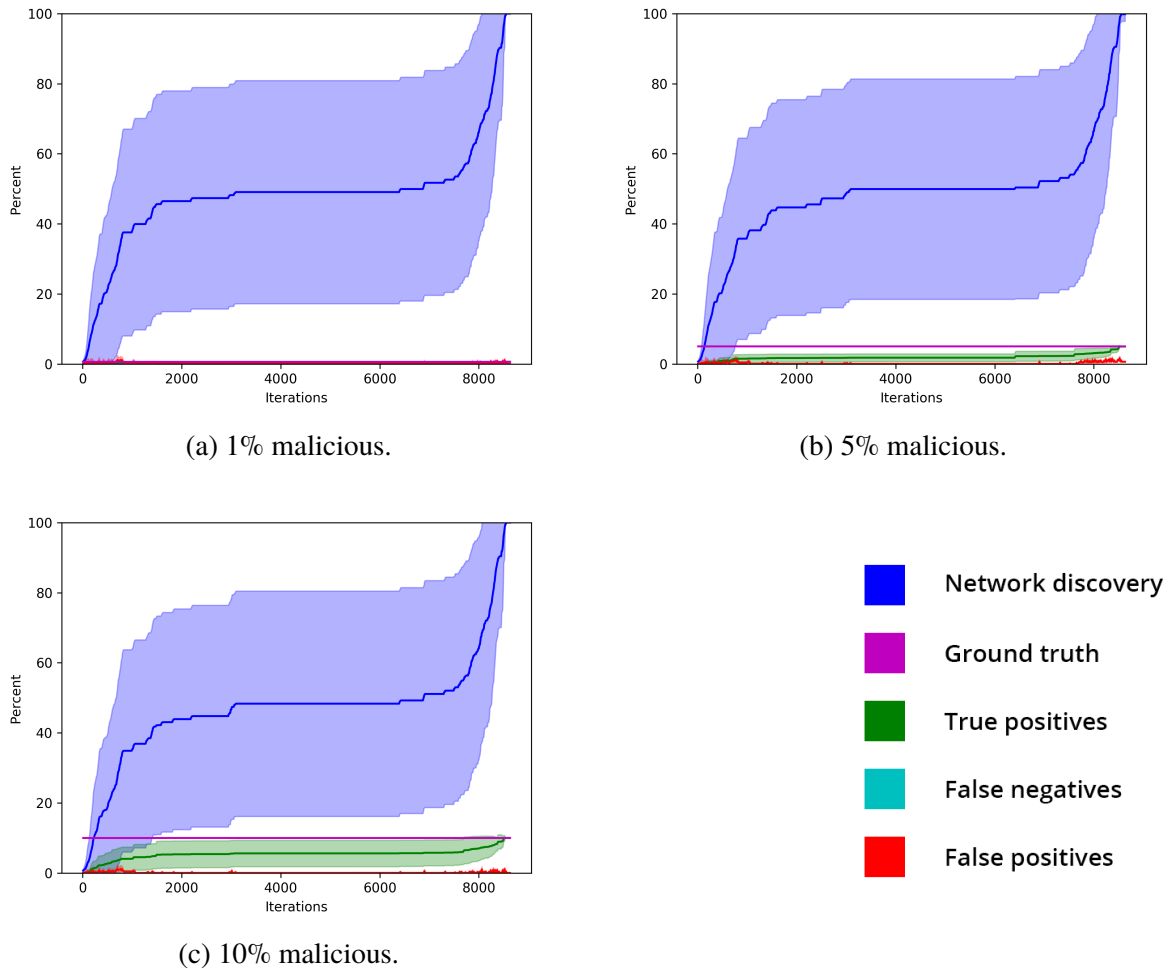 100
80
60
40
20
0
Percent
0 2000 4000 6000 8000
Iterations
(a) 1% malicious.
100
80
60
40
20
0
Percent
0 2000 4000 6000 8000
Iterations
(b) 5% malicious.
100
80
60
40
20
0
Percent
0 2000 4000 6000 8000
Iterations
(c) 10% malicious.
Network discovery
Ground truth
True positives
False negatives
False positives